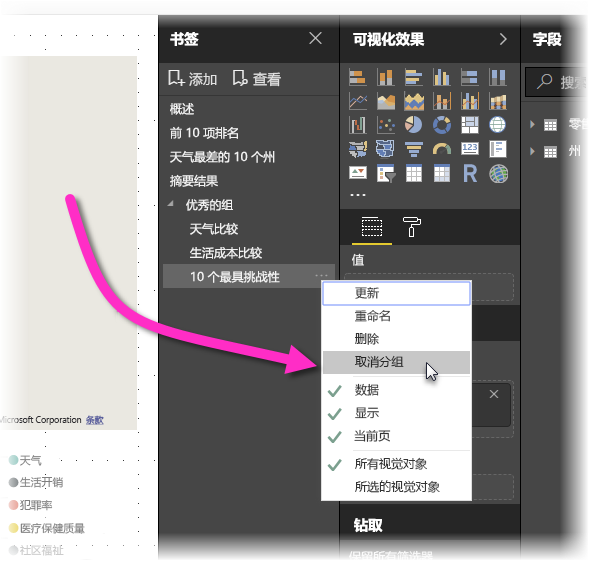 书签
添加
查看
概述
前 10 项排名
天气最差的 10 个州
摘要结果
优秀的组
天气比较
生活成本比较
10 个最具挑战性
可视化效果
123
R
值
更新
重命名
删除
取消分组
数据
显示
当前页
所有视觉对象
所选的视觉对象
钻取
保留所有筛选器
字段
搜索
州
Microsoft Corporation 条款
天气
生活开销
犯罪率
医疗保健质量
社区福祉